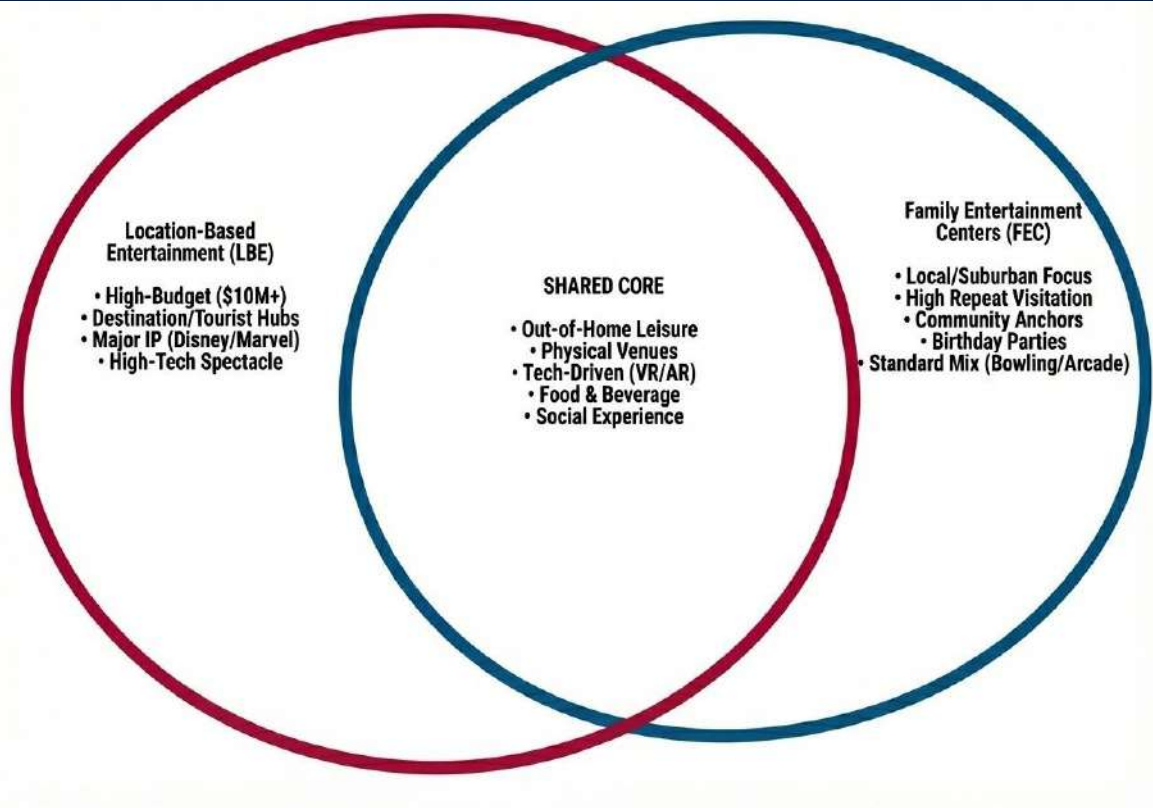 Location-Based
Entertainment (LBE)
• High-Budget ($10M+)
• Destination/Tourist Hubs
• Major IP (Disney/Marvel)
• High-Tech Spectacle
SHARED CORE
• Out-of-Home Leisure
• Physical Venues
• Tech-Driven (VR/AR)
• Food & Beverage
• Social Experience
Family Entertainment
Centers (FEC)
• Local/Suburban Focus
• High Repeat Visitation
• Community Anchors
• Birthday Parties
• Standard Mix (Bowling/Arcade)